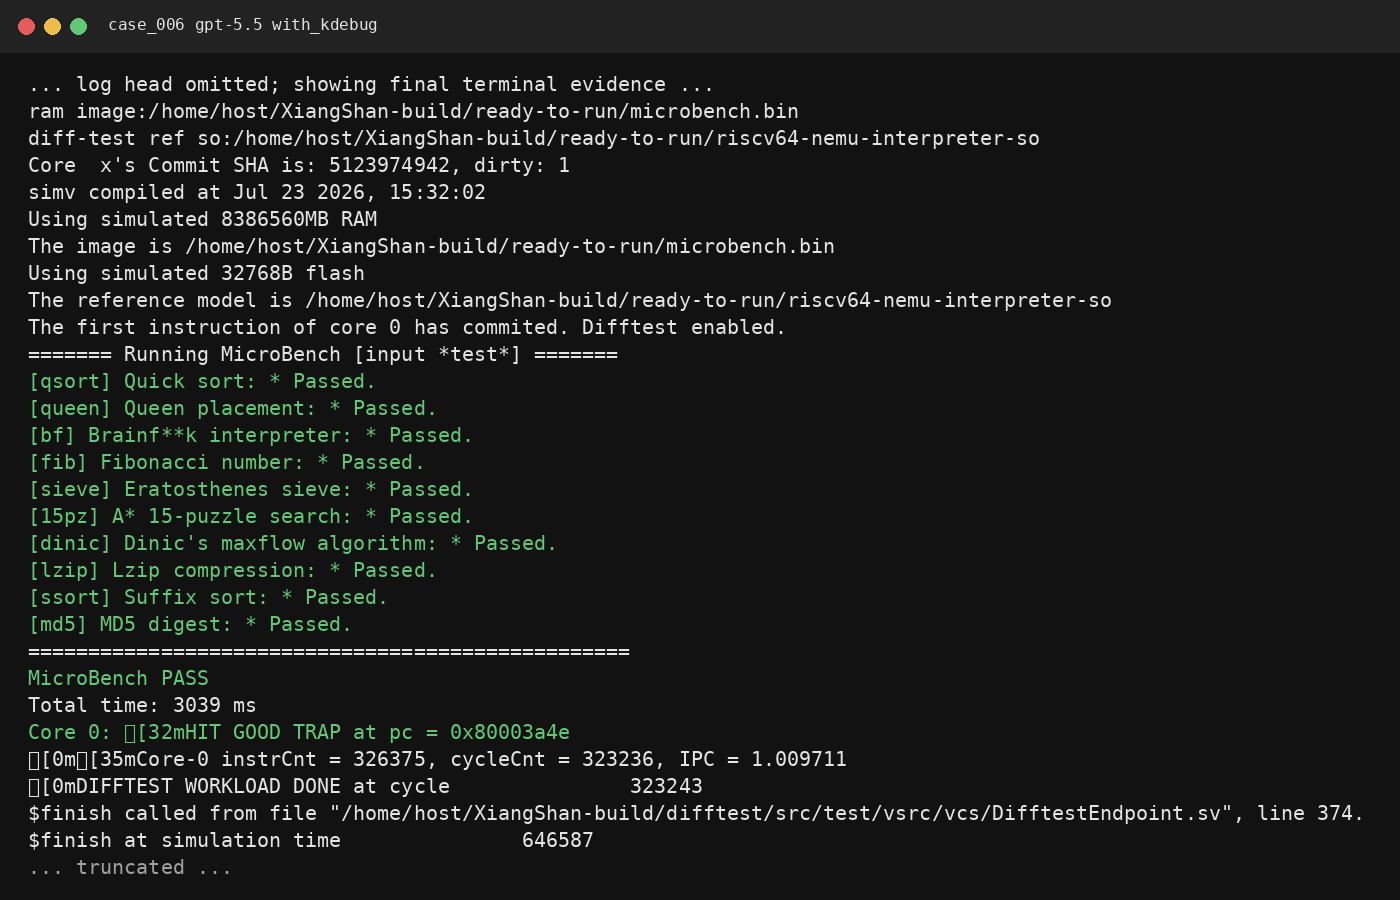 case_006 gpt-5.5 with_kdebug
... log head omitted; showing final terminal evidence ...
ram image:/home/host/XiangShan-build/ready-to-run/microbench.bin
diff-test ref so:/home/host/XiangShan-build/ready-to-run/riscv64-nemu-interpreter-so
Core  x's Commit SHA is: 5123974942, dirty: 1
simv compiled at Jul 23 2026, 15:32:02
Using simulated 8386560MB RAM
The image is /home/host/XiangShan-build/ready-to-run/microbench.bin
Using simulated 32768B flash
The reference model is /home/host/XiangShan-build/ready-to-run/riscv64-nemu-interpreter-so
The first instruction of core 0 has commited. Difftest enabled.
======= Running MicroBench [input *test*] =======
[qsort] Quick sort: * Passed.
[queen] Queen placement: * Passed.
[bf] Brainf**k interpreter: * Passed.
[fib] Fibonacci number: * Passed.
[sieve] Eratosthenes sieve: * Passed.
[15pz] A* 15-puzzle search: * Passed.
[dinic] Dinic's maxflow algorithm: * Passed.
[lzip] Lzip compression: * Passed.
[ssort] Suffix sort: * Passed.
[md5] MD5 digest: * Passed.
==================================================
MicroBench PASS
Total time: 3039 ms
Core 0: □[32mHIT GOOD TRAP at pc = 0x80003a4e
□[0m□[35mCore-0 instrCnt = 326375, cycleCnt = 323236, IPC = 1.009711
□[0mDIFFTEST WORKLOAD DONE at cycle               323243
$finish called from file "/home/host/XiangShan-build/difftest/src/test/vsrc/vcs/DifftestEndpoint.sv", line 374.
$finish at simulation time               646587
... truncated ...